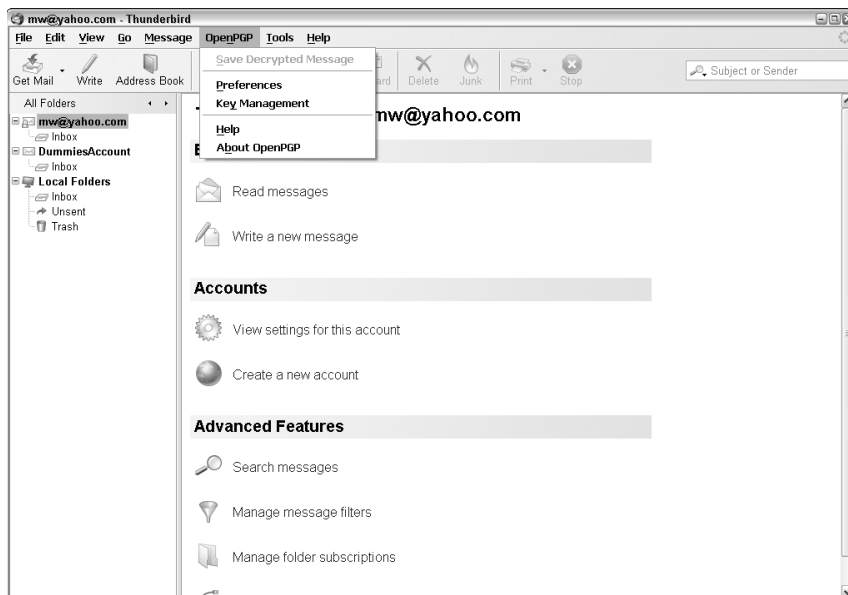 mw@yahoo.com - Thunderbird
File Edit View Go Message OpenPGP Tools Help
Save Decrypted Message
Preferences
Key Management
Help
About OpenPGP
Get Mail Write Address Book Delete Junk Print Stop
Subject or Sender
All Folders
mw@yahoo.com
Inbox
DummiesAccount
Inbox
Local Folders
Inbox
Unsent
Trash
mw@yahoo.com
Read messages
Write a new message
Accounts
View settings for this account
Create a new account
Advanced Features
Search messages
Manage message filters
Manage folder subscriptions